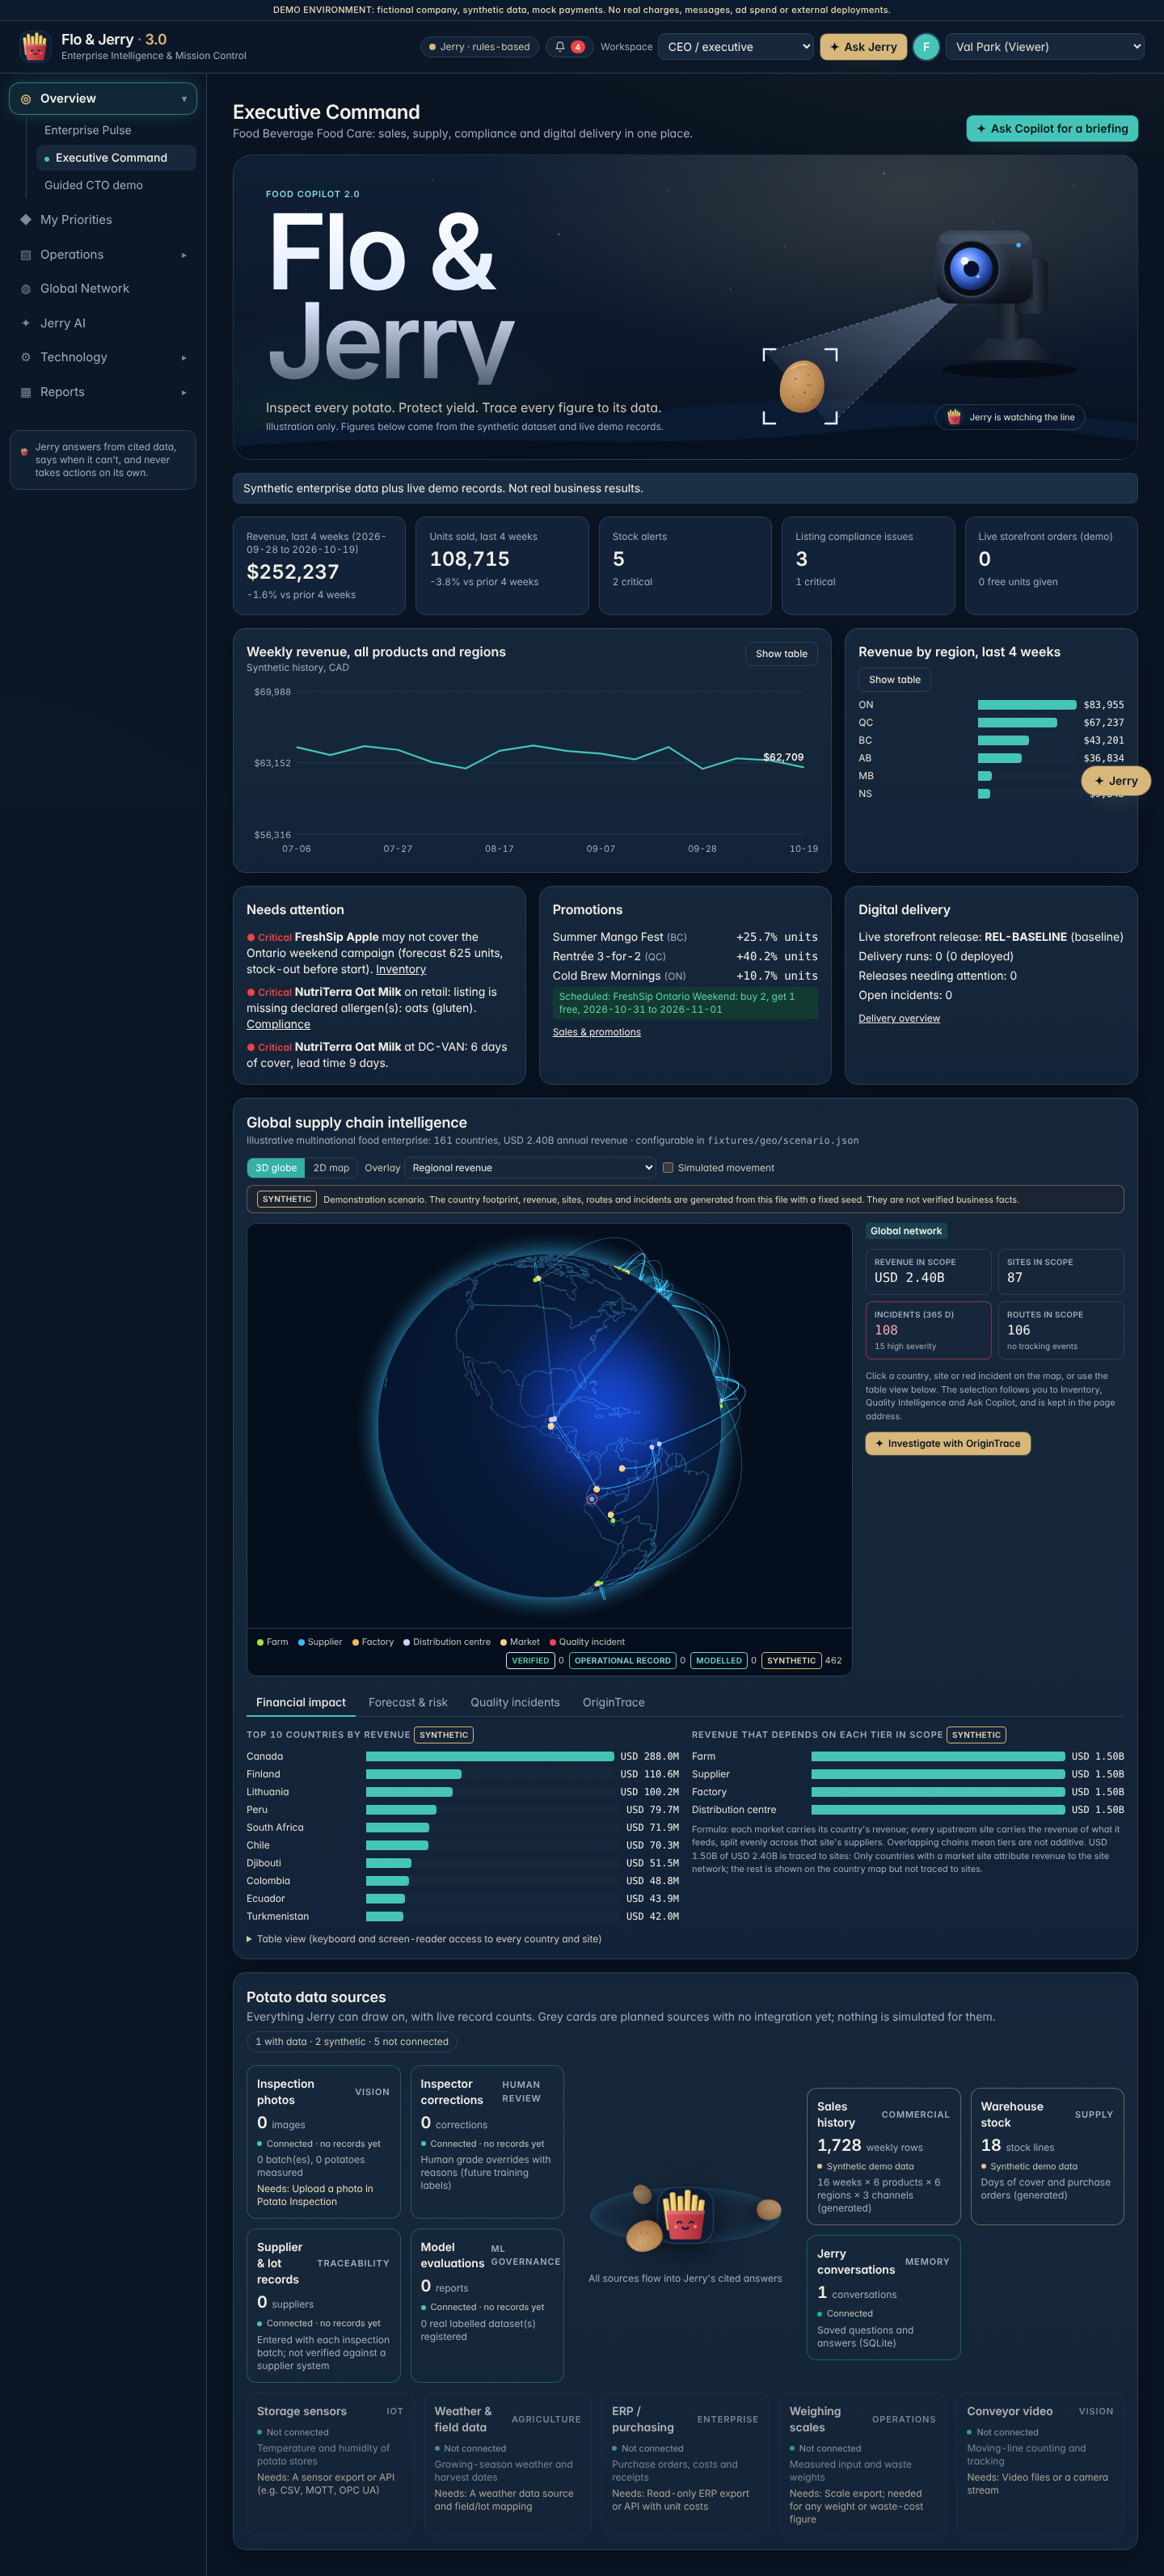 DEMO ENVIRONMENT: fictional company, synthetic data, mock payments. No real charges, messages, ad spend or external deployments.
Flo & Jerry · 3.0
Enterprise Intelligence & Mission Control
Jerry · rules-based
4
Workspace
CEO / executive
Ask Jerry
F
Val Park (Viewer)
Overview
Enterprise Pulse
Executive Command
Guided CTO demo
My Priorities
Operations
Global Network
Jerry AI
Technology
Reports
Jerry answers from cited data,
says when it can't, and never
takes actions on its own.
Executive Command
Food Beverage Food Care: sales, supply, compliance and digital delivery in one place.
Ask Copilot for a briefing
FOOD COPILOT 2.0
Flo &
Jerry
Inspect every potato. Protect yield. Trace every figure to its data.
Illustration only. Figures below come from the synthetic dataset and live demo records.
Jerry is watching the line
Synthetic enterprise data plus live demo records. Not real business results.
Revenue, last 4 weeks (2026-
09-28 to 2026-10-19)
$252,237
-1.6% vs prior 4 weeks
Units sold, last 4 weeks
108,715
-3.8% vs prior 4 weeks
Stock alerts
5
2 critical
Listing compliance issues
3
1 critical
Live storefront orders (demo)
0
0 free units given
Weekly revenue, all products and regions
Synthetic history, CAD
Show table
$69,988
$63,152
$56,316
$62,709
07-06 07-27 08-17 09-07 09-28 10-19
Revenue by region, last 4 weeks
Show table
ON $83,955
QC $67,237
BC $43,201
AB $36,834
MB
NS
Jerry
Needs attention
Critical FreshSip Apple may not cover the
Ontario weekend campaign (forecast 625 units,
stock-out before start). Inventory
Critical NutriTerra Oat Milk on retail: listing is
missing declared allergen(s): oats (gluten).
Compliance
Critical NutriTerra Oat Milk at DC-VAN: 6 days
of cover, lead time 9 days.
Promotions
Summer Mango Fest (BC) +25.7% units
Rentrée 3-for-2 (QC) +40.2% units
Cold Brew Mornings (ON) +10.7% units
Scheduled: FreshSip Ontario Weekend: buy 2, get 1
free, 2026-10-31 to 2026-11-01
Sales & promotions
Digital delivery
Live storefront release: REL-BASELINE (baseline)
Delivery runs: 0 (0 deployed)
Releases needing attention: 0
Open incidents: 0
Delivery overview
Global supply chain intelligence
Illustrative multinational food enterprise: 161 countries, USD 2.40B annual revenue · configurable in fixtures/geo/scenario.json
3D globe 2D map Overlay Regional revenue Simulated movement
SYNTHETIC Demonstration scenario. The country footprint, revenue, sites, routes and incidents are generated from this file with a fixed seed. They are not verified business facts.
Global network
REVENUE IN SCOPE
USD 2.40B
SITES IN SCOPE
87
INCIDENTS (365 D)
108
15 high severity
ROUTES IN SCOPE
106
no tracking events
Click a country, site or red incident on the map, or use the
table view below. The selection follows you to Inventory,
Quality Intelligence and Ask Copilot, and is kept in the page
address.
Investigate with OriginTrace
Farm Supplier Factory Distribution centre Market Quality incident
VERIFIED 0 OPERATIONAL RECORD 0 MODELLED 0 SYNTHETIC 462
Financial impact Forecast & risk Quality incidents OriginTrace
TOP 10 COUNTRIES BY REVENUE SYNTHETIC
Canada USD 288.0M
Finland USD 110.6M
Lithuania USD 100.2M
Peru USD 79.7M
South Africa USD 71.9M
Chile USD 70.3M
Djibouti USD 51.5M
Colombia USD 48.8M
Ecuador USD 43.9M
Turkmenistan USD 42.0M
Table view (keyboard and screen-reader access to every country and site)
REVENUE THAT DEPENDS ON EACH TIER IN SCOPE SYNTHETIC
Farm USD 1.50B
Supplier USD 1.50B
Factory USD 1.50B
Distribution centre USD 1.50B
Formula: each market carries its country's revenue; every upstream site carries the revenue of what it
feeds, split evenly across that site's suppliers. Overlapping chains mean tiers are not additive. USD
1.50B of USD 2.40B is traced to sites: Only countries with a market site attribute revenue to the site
network; the rest is shown on the country map but not traced to sites.
Potato data sources
Everything Jerry can draw on, with live record counts. Grey cards are planned sources with no integration yet; nothing is simulated for them.
1 with data · 2 synthetic · 5 not connected
Inspection
photos
VISION
0 images
Connected · no records yet
0 batch(es), 0 potatoes
measured
Needs: Upload a photo in
Potato Inspection
Inspector
corrections
HUMAN
REVIEW
0 corrections
Connected · no records yet
Human grade overrides with
reasons (future training
labels)
Supplier
& lot
records
TRACEABILITY
0 suppliers
Connected · no records yet
Entered with each inspection
batch; not verified against a
supplier system
Model
evaluations
ML
GOVERNANCE
0 reports
Connected · no records yet
0 real labelled dataset(s)
registered
All sources flow into Jerry's cited answers
Sales
history
COMMERCIAL
1,728 weekly rows
Synthetic demo data
16 weeks × 6 products × 6
regions × 3 channels
(generated)
Warehouse
stock
SUPPLY
18 stock lines
Synthetic demo data
Days of cover and purchase
orders (generated)
Jerry
conversations
MEMORY
1 conversations
Connected
Saved questions and
answers (SQLite)
Storage sensors
IOT
Not connected
Temperature and humidity of
potato stores
Needs: A sensor export or API
(e.g. CSV, MQTT, OPC UA)
Weather &
field data
AGRICULTURE
Not connected
Growing-season weather and
harvest dates
Needs: A weather data source
and field/lot mapping
ERP /
purchasing
ENTERPRISE
Not connected
Purchase orders, costs and
receipts
Needs: Read-only ERP export
or API with unit costs
Weighing
scales
OPERATIONS
Not connected
Measured input and waste
weights
Needs: Scale export; needed
for any weight or waste-cost
figure
Conveyor video
VISION
Not connected
Moving-line counting and
tracking
Needs: Video files or a camera
stream